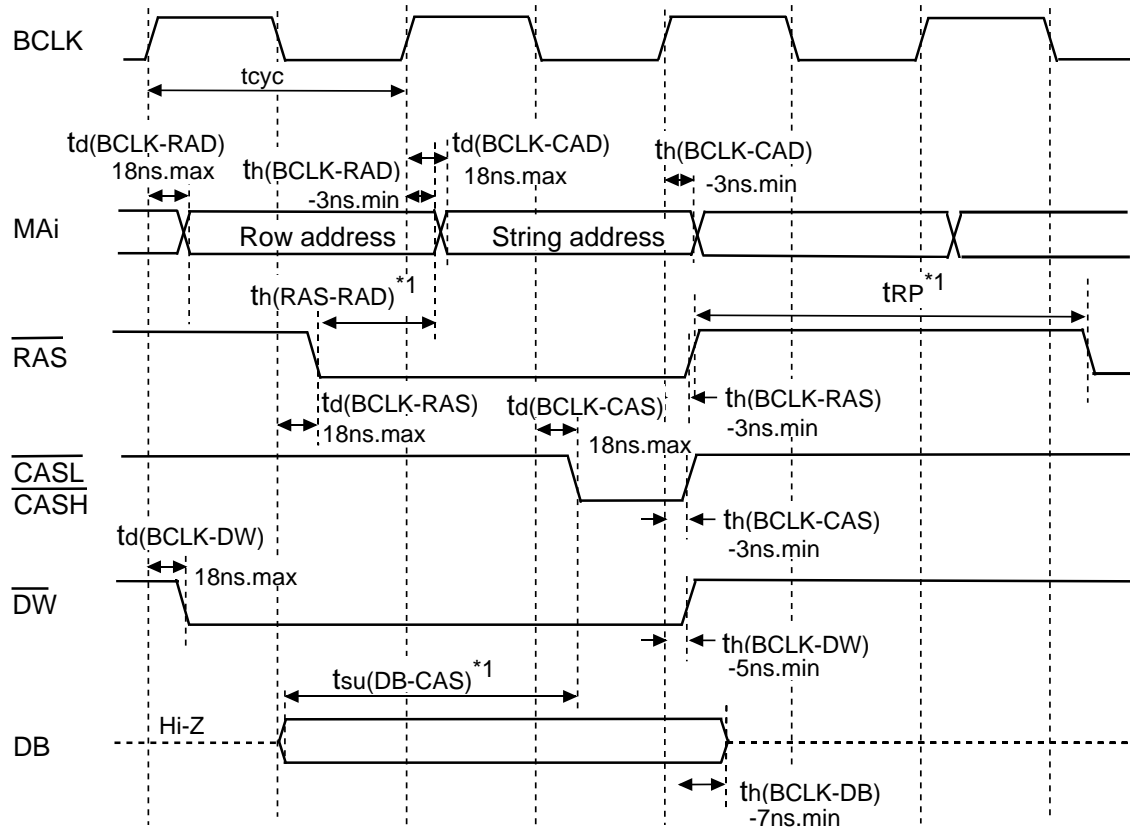 BCLK
tcyc
td(BCLK-RAD)
18ns.max
th(BCLK-RAD)
-3ns.min
td(BCLK-CAD)
18ns.max
th(BCLK-CAD)
-3ns.min
MAi
Row address
String address
th(RAS-RAD)*1
tRP*1
RAS
td(BCLK-RAS)
18ns.max
td(BCLK-CAS)
18ns.max
th(BCLK-RAS)
-3ns.min
CASL
CASH
th(BCLK-CAS)
-3ns.min
td(BCLK-DW)
18ns.max
DW
th(BCLK-DW)
-5ns.min
tsu(DB-CAS)*1
Hi-Z
DB
th(BCLK-DB)
-7ns.min